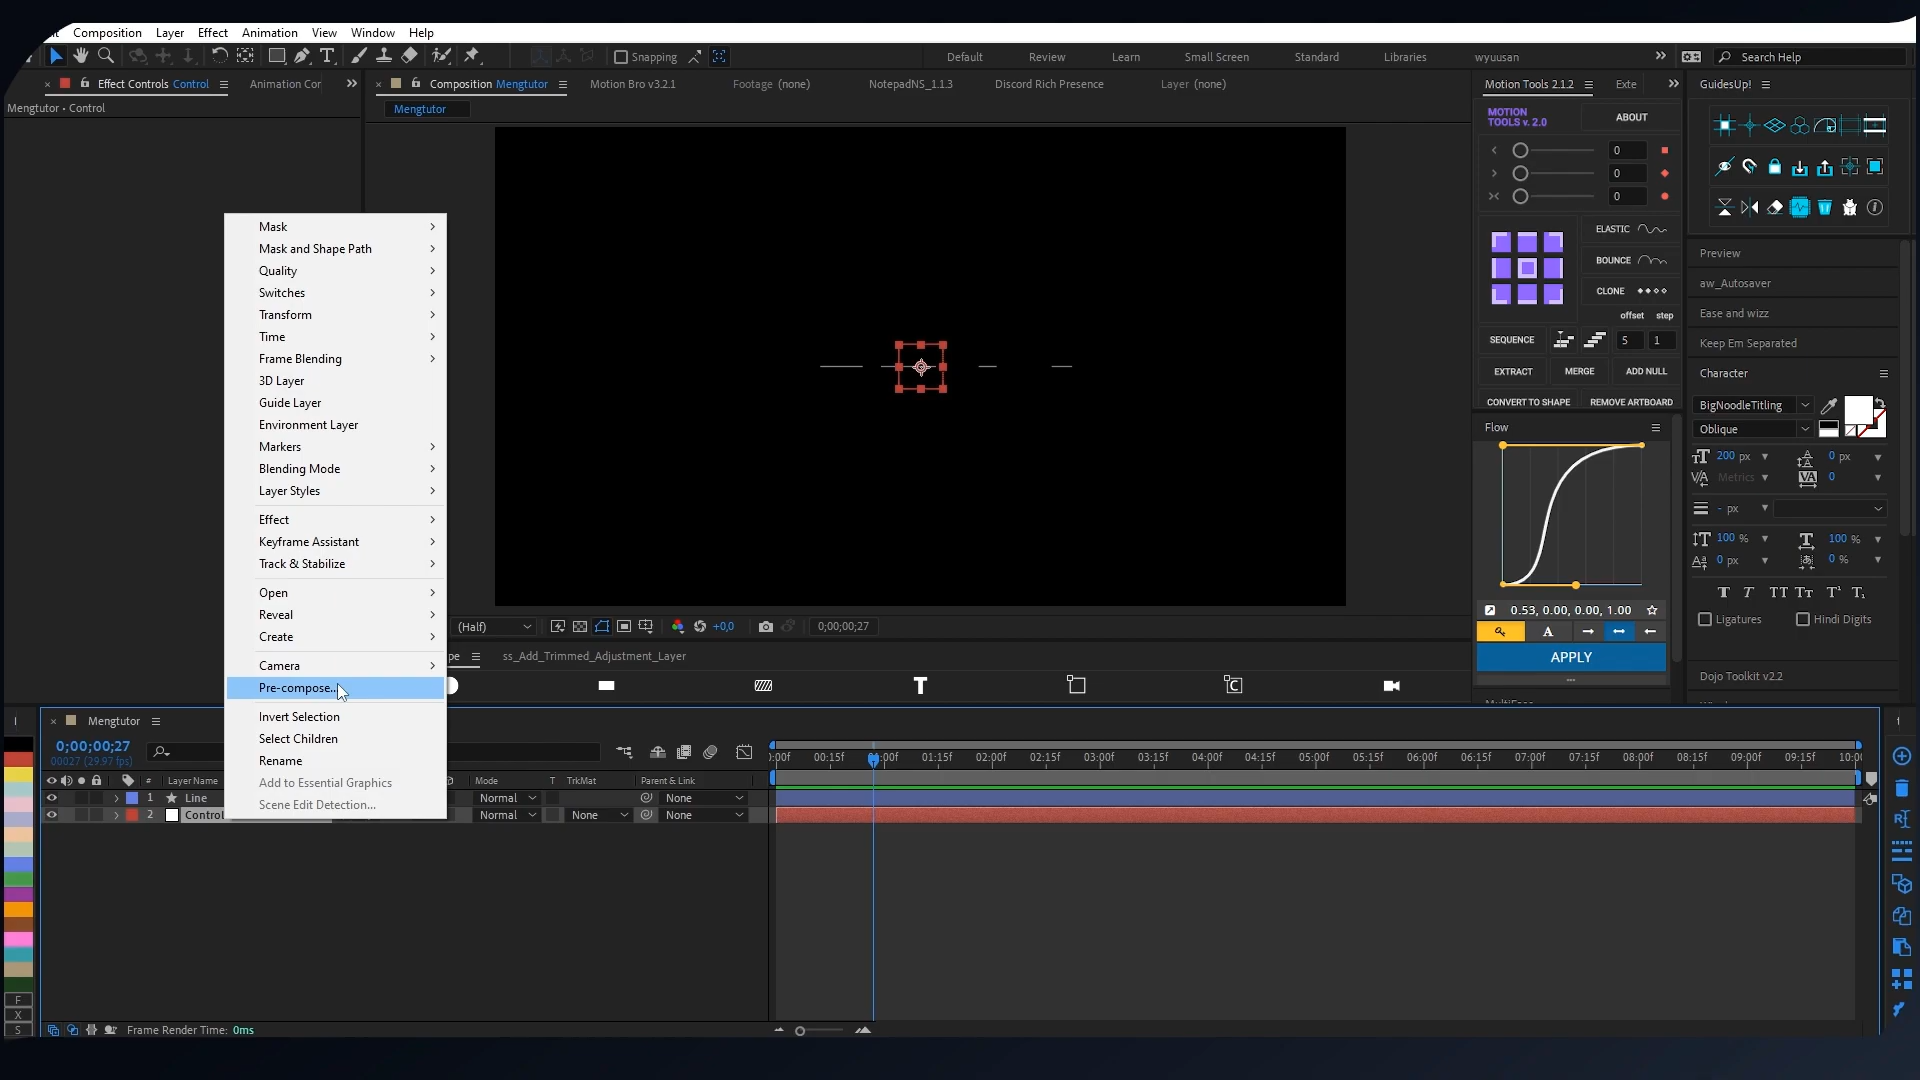 Composition Layer Effect Animation View Window Help
Snapping Default Review Learn Small Screen Standard Libraries wyuusan Search Help
Effect Controls Control Animation Cor Composition Mengtutor Motion Bro v3.2.1 Footage (none) NotepadNS_1.1.3 Discord Rich Presence Layer (none) Motion Tools 2.1.2 Exte GuidesUp!
Mengtutor • Control
Mengtutor
MOTION
TOOLS v. 2.0
ABOUT
0
0
0
ELASTIC
BOUNCE
CLONE
offset step
SEQUENCE 5 1
EXTRACT MERGE ADD NULL
CONVERT TO SHAPE REMOVE ARTBOARD
Flow
0.53, 0.00, 0.00, 1.00
A
APPLY
Preview
aw_Autosaver
Ease and wizz
Keep Em Separated
Character
BigNoodleTitling
Oblique
200 px 0 px
Metrics 0
- px
100 % 100 %
0 px 0 %
T T TT Tt T¹ T₁
Ligatures Hindi Digits
Dojo Toolkit v2.2
Mask
Mask and Shape Path
Quality
Switches
Transform
Time
Frame Blending
3D Layer
Guide Layer
Environment Layer
Markers
Blending Mode
Layer Styles
Effect
Keyframe Assistant
Track & Stabilize
Open
Reveal
Create
Camera
Pre-compose...
Invert Selection
Select Children
Rename
Add to Essential Graphics
Scene Edit Detection...
(Half) +0,0 0;00;00;27
pe ss_Add_Trimmed_Adjustment_Layer
Mengtutor
0;00;00;27
00027 (29.97 fps)
:00f 00:15f :00f 01:15f 02:00f 02:15f 03:00f 03:15f 04:00f 04:15f 05:00f 05:15f 06:00f 06:15f 07:00f 07:15f 08:00f 08:15f 09:00f 09:15f 10:0
# Layer Name Mode T TrkMat Parent & Link
1 Line Normal None
2 Control Normal None None
F
X
S
Frame Render Time: 0ms